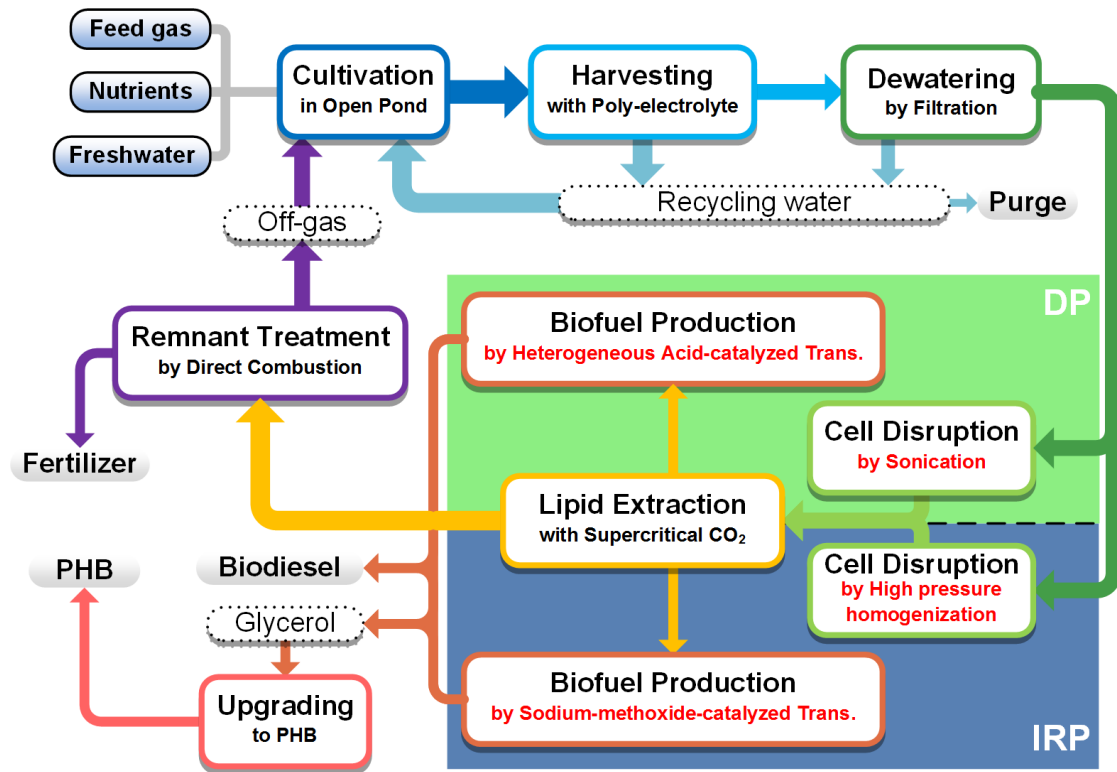 Feed gas
Nutrients
Freshwater
Cultivation
in Open Pond
Harvesting
with Poly-electrolyte
Dewatering
by Filtration
Recycling water
Purge
Off-gas
DP
Remnant Treatment
by Direct Combustion
Biofuel Production
by Heterogeneous Acid-catalyzed Trans.
Cell Disruption
by Sonication
Fertilizer
Lipid Extraction
with Supercritical CO₂
Cell Disruption
by High pressure
homogenization
PHB
Biodiesel
Glycerol
Biofuel Production
by Sodium-methoxide-catalyzed Trans.
Upgrading
to PHB
IRP